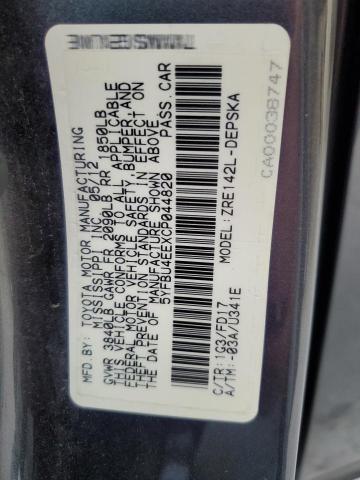 MFD. BY: TOYOTA MOTOR MANUFACTURING
MISSISSIPPI INC. 05/12
GVWR 3840LB GAWR FR 2090LB RR 1850LB
THIS VEHICLE CONFORMS TO ALL APPLICABLE
FEDERAL MOTOR VEHICLE SAFETY, BUMPER, AND
THEFT PREVENTION STANDARDS IN EFFECT ON
THE DATE OF MANUFACTURE SHOWN ABOVE.
5YFBU4EEXCP044820 PASS.CAR
MODEL: ZRE142L-DEPSKA
C/TR: 1G3/FD17
A/TM: -03A/U341E
CA00038747